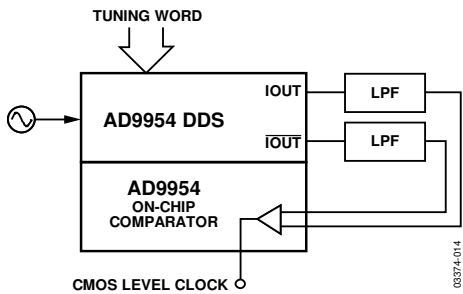 TUNING WORD
AD9954 DDS
IOUT
LPF
IOUT
LPF
AD9954
ON-CHIP
COMPARATOR
CMOS LEVEL CLOCK
03374-014